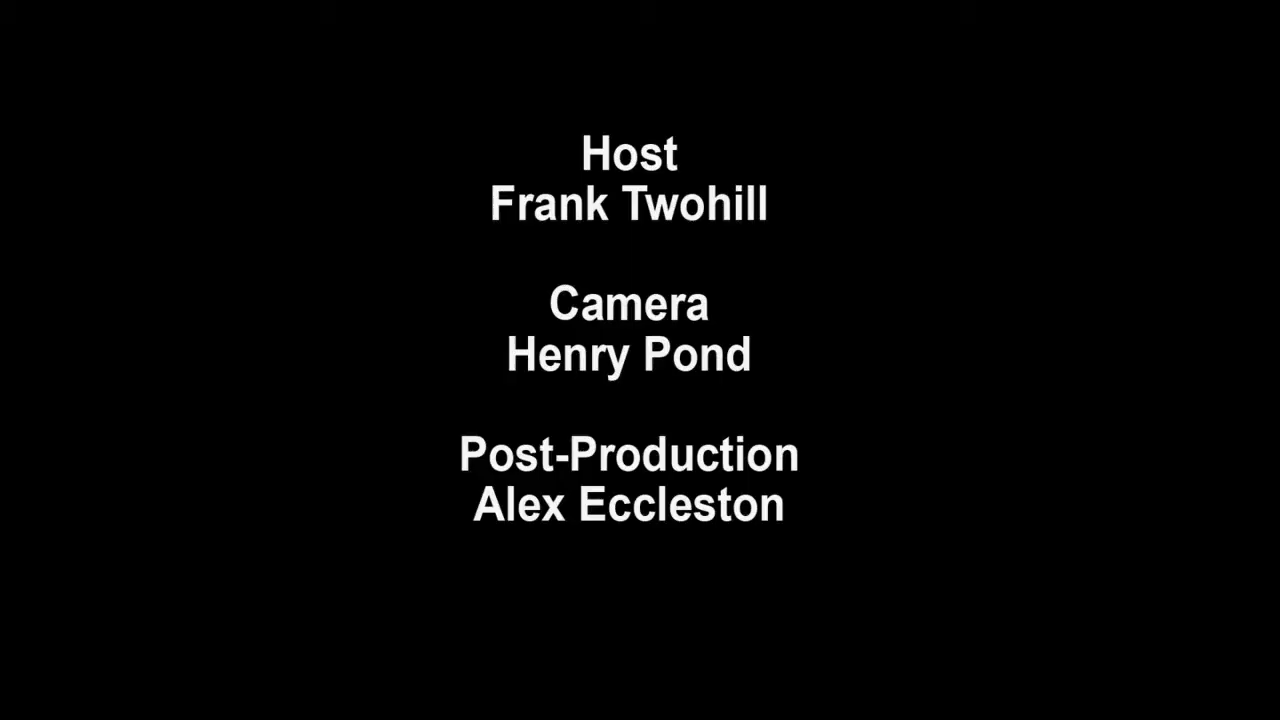 Host
Frank Twohill
Camera
Henry Pond
Post-Production
Alex Eccleston